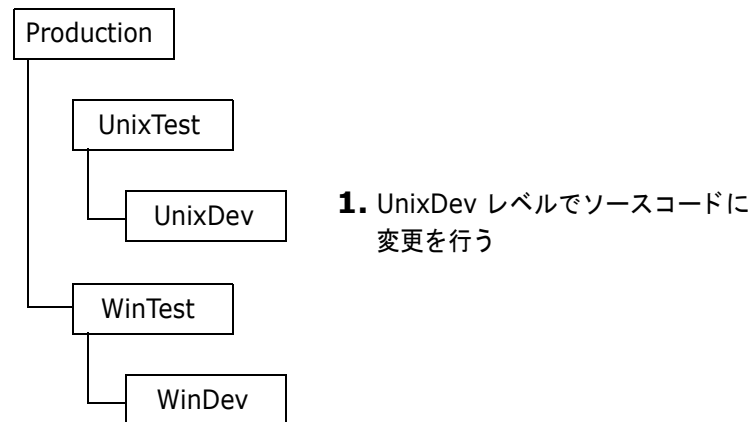 Production
UnixTest
UnixDev
1. UnixDev レベルでソースコードに
変更を行う
WinTest
WinDev